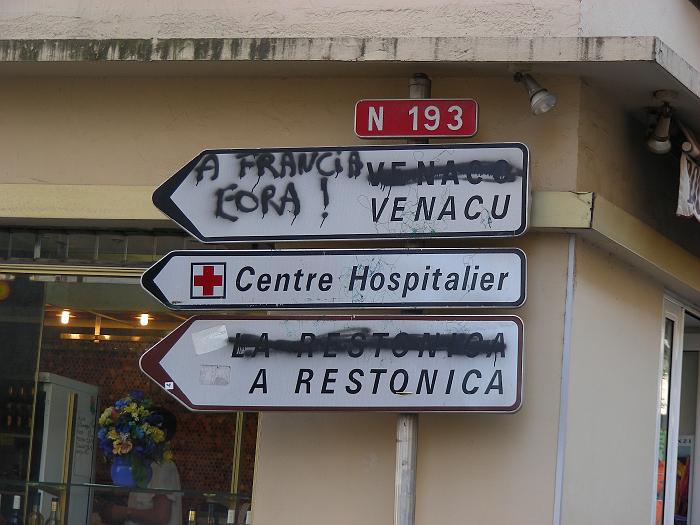 N 193
A FRANCIA VENACO
FORA ! VENACU
Centre Hospitalier
LA RESTONICA
A RESTONICA